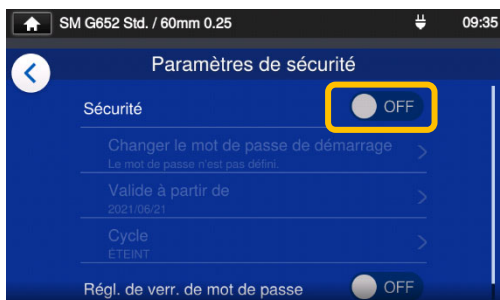 SM G652 Std. / 60mm 0.25 09:35
Paramètres de sécurité
Sécurité OFF
Changer le mot de passe de démarrage
Le mot de passe n'est pas défini.
Valide à partir de
2021/06/21
Cycle
ÉTEINT
Régl. de verr. de mot de passe OFF